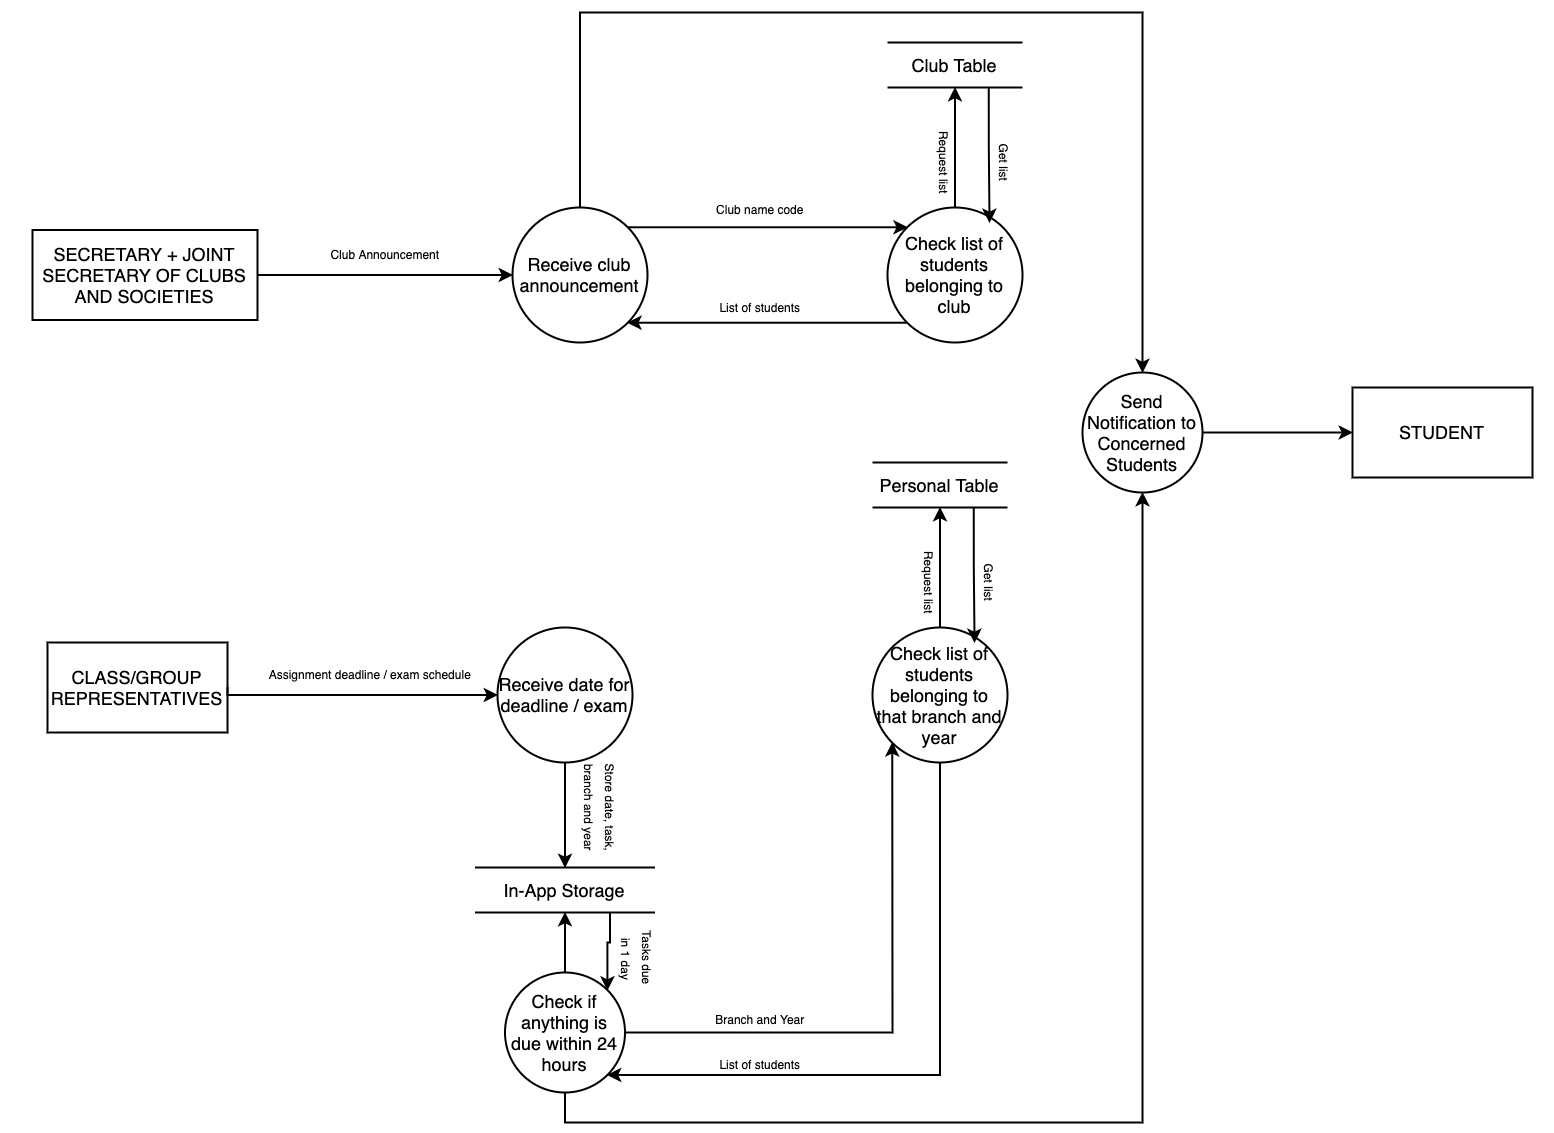 Club Table
Request list
Get list
Club name code
SECRETARY + JOINT
SECRETARY OF CLUBS
AND SOCIETIES
Club Announcement
Receive club
announcement
Check list of
students
belonging to
club
List of students
Send
Notification to
Concerned
Students
STUDENT
Personal Table
Request list
Get list
CLASS/GROUP
REPRESENTATIVES
Assignment deadline / exam schedule
Receive date for
deadline / exam
Check list of
students
belonging to
that branch and
year
Store date, task,
branch and year
In-App Storage
Tasks due
in 1 day
Check if
anything is
due within 24
hours
Branch and Year
List of students